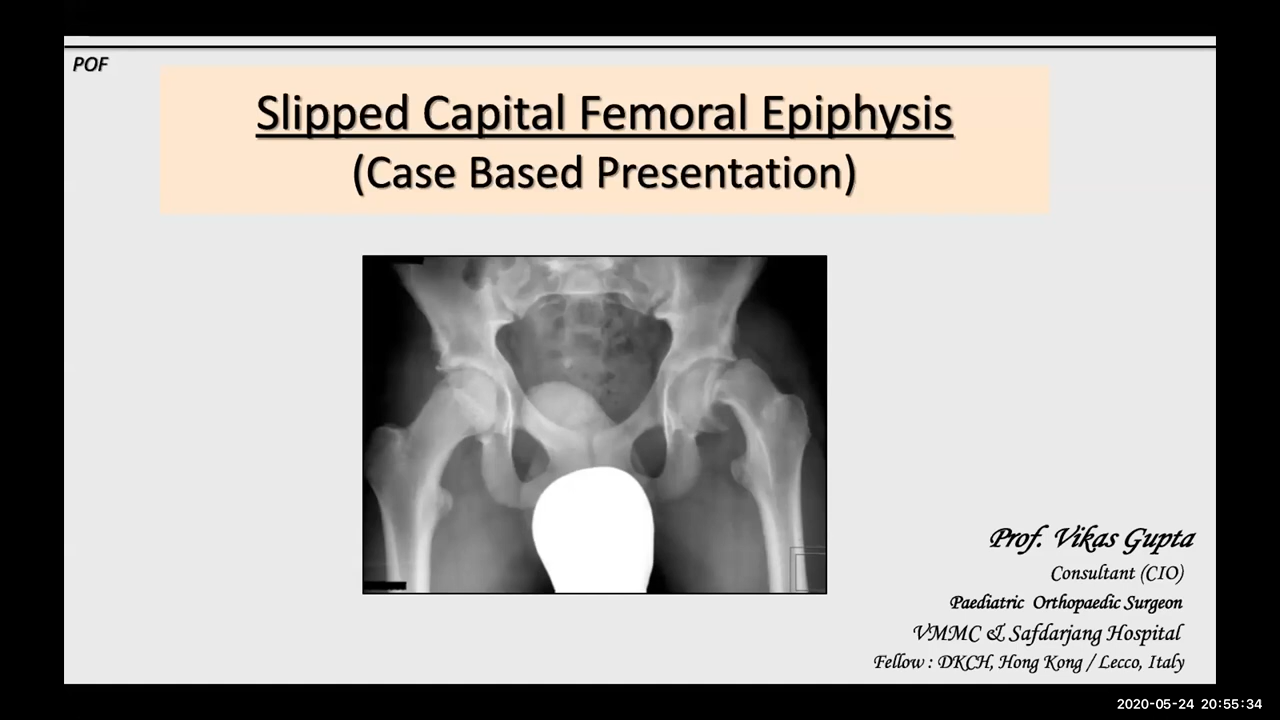 POF
Slipped Capital Femoral Epiphysis
(Case Based Presentation)
Prof. Vikas Gupta
Consultant (CIO)
Paediatric Orthopaedic Surgeon
VMMC & Safdarjang Hospital
Fellow : DKCH, Hong Kong / Lecco, Italy
2020-05-24 20:55:34